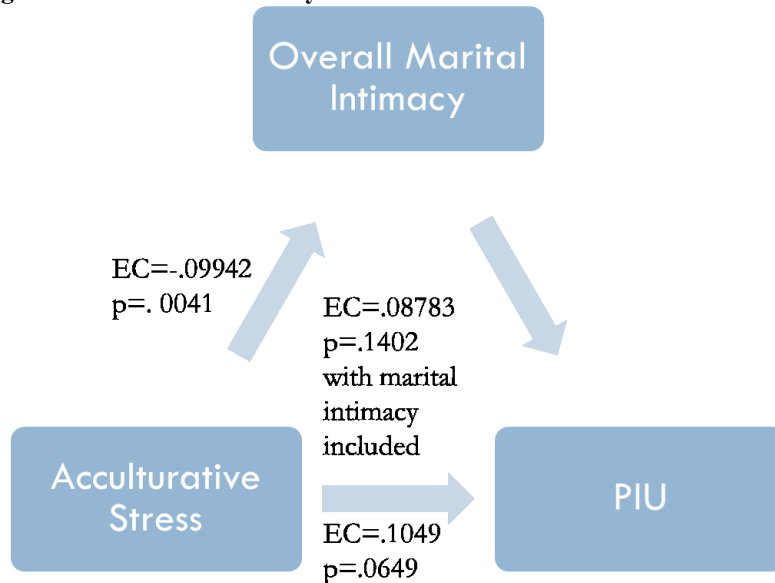 Overall Marital
Intimacy
EC=-.09942
p=. 0041
EC=.08783
p=.1402
with marital
intimacy
included
Acculturative
Stress
PIU
EC=.1049
p=.0649